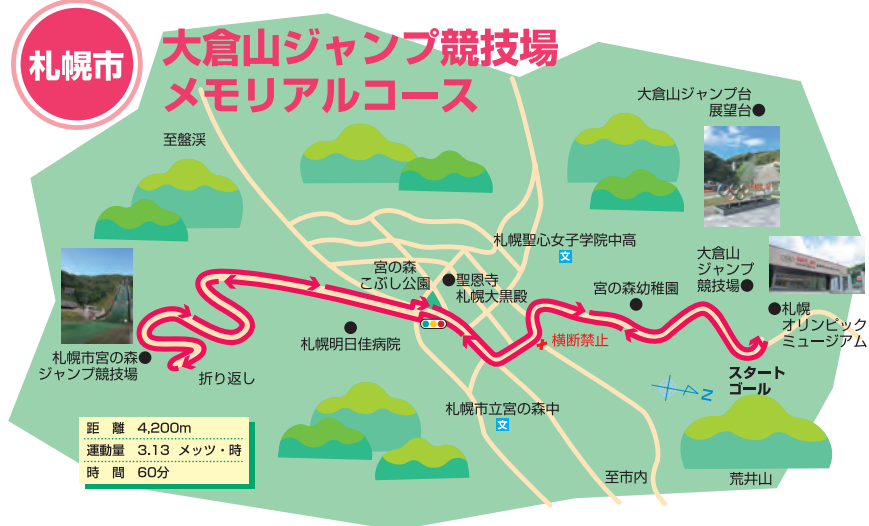 札幌市
大倉山ジャンプ競技場
メモリアルコース
至盤渓
大倉山ジャンプ台
展望台
札幌聖心女子学院中高
文
大倉山
ジャンプ
競技場
宮の森
こぶし公園
聖恩寺
札幌大黒殿
宮の森幼稚園
札幌
オリンピック
ミュージアム
札幌明日佳病院
横断禁止
札幌市宮の森
ジャンプ競技場
折り返し
スタート
ゴール
N
札幌市立宮の森中
文
距 離 4,200m
運動量 3.13 メッツ・時
時 間 60分
至市内
荒井山